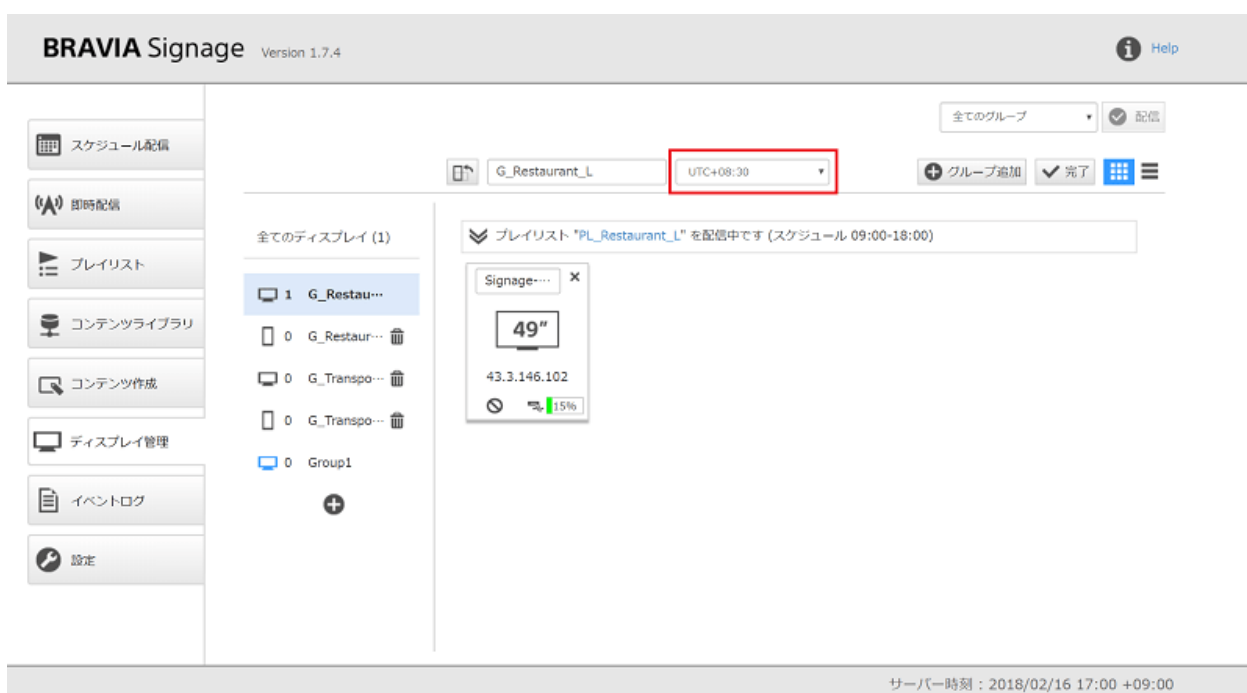 BRAVIA Signage Version 1.7.4
Help
全てのグループ
配信
スケジュール配信
即時配信
プレイリスト
コンテンツライブラリ
コンテンツ作成
ディスプレイ管理
イベントログ
設定
G_Restaurant_L
UTC+08:30
グループ追加
完了
全てのディスプレイ (1)
1 G_Restau…
0 G_Restaur…
0 G_Transpo…
0 G_Transpo…
0 Group1
プレイリスト "PL_Restaurant_L" を配信中です (スケジュール 09:00-18:00)
Signage-…
49"
43.3.146.102
15%
サーバー時刻 : 2018/02/16 17:00 +09:00